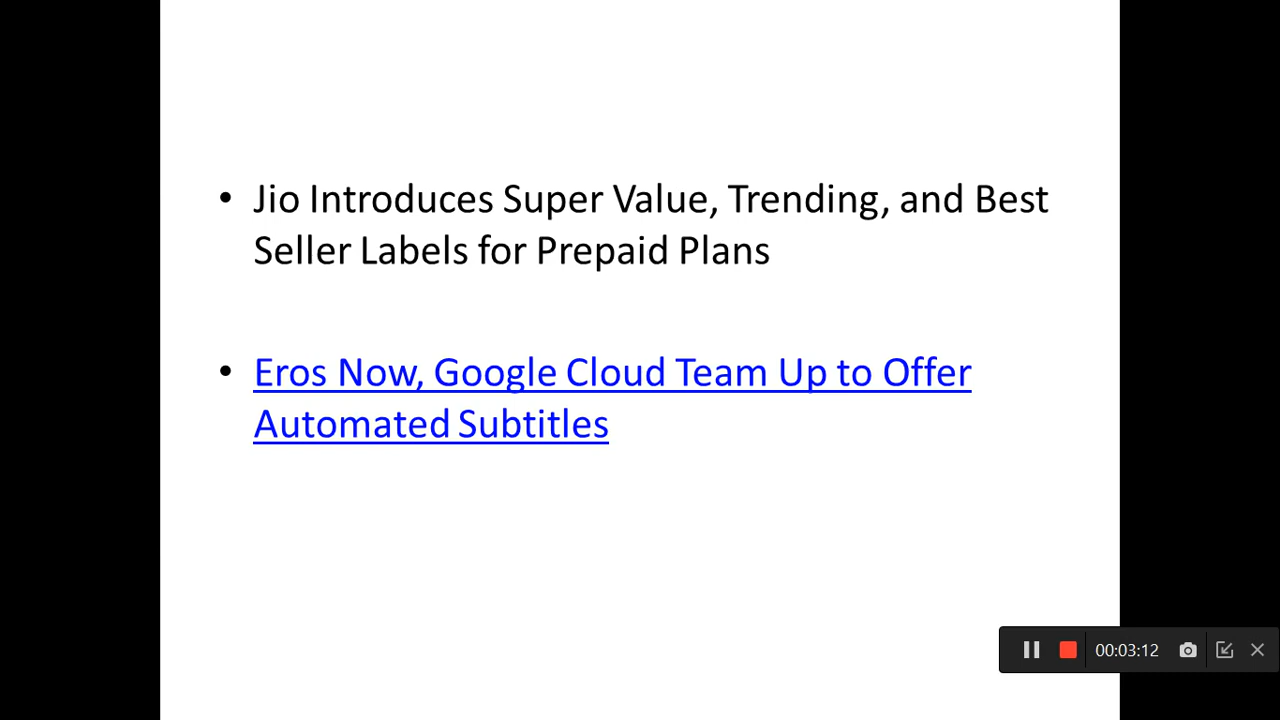 • Jio Introduces Super Value, Trending, and Best
Seller Labels for Prepaid Plans
• Eros Now, Google Cloud Team Up to Offer
Automated Subtitles
00:03:12